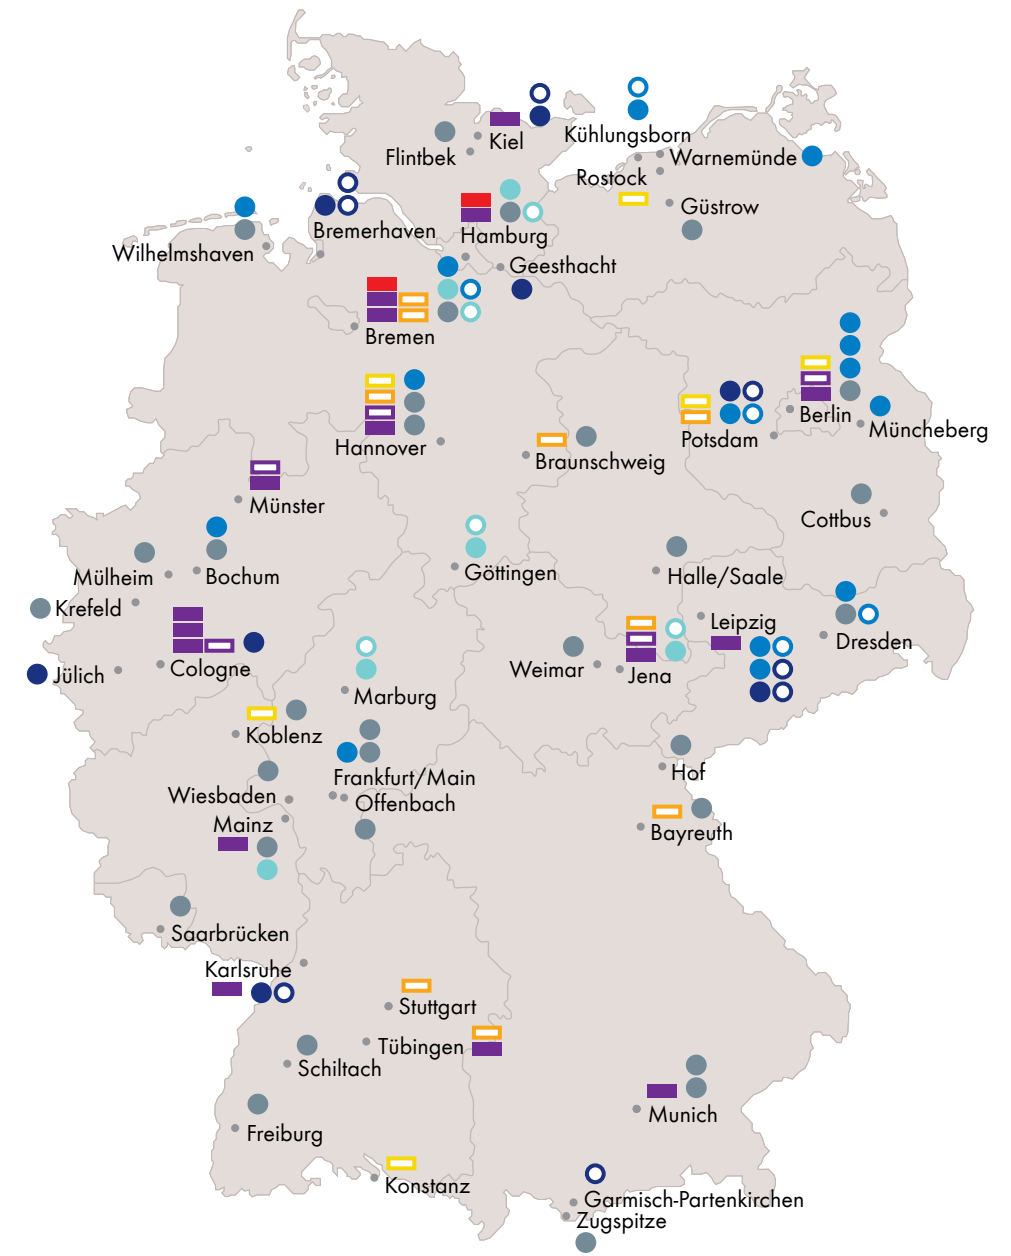 Kühlungsborn
Kiel
Flintbek
Warnemünde
Rostock
Güstrow
Bremerhaven
Hamburg
Wilhelmshaven
Geesthacht
Bremen
Berlin
Müncheberg
Potsdam
Hannover
Braunschweig
Münster
Cottbus
Göttingen
Mülheim
Bochum
Halle/Saale
Krefeld
Leipzig
Dresden
Cologne
Weimar
Jena
Jülich
Marburg
Koblenz
Hof
Frankfurt/Main
Wiesbaden
Offenbach
Mainz
Bayreuth
Saarbrücken
Karlsruhe
Stuttgart
Tübingen
Schiltach
Munich
Freiburg
Konstanz
Garmisch-Partenkirchen
Zugspitze